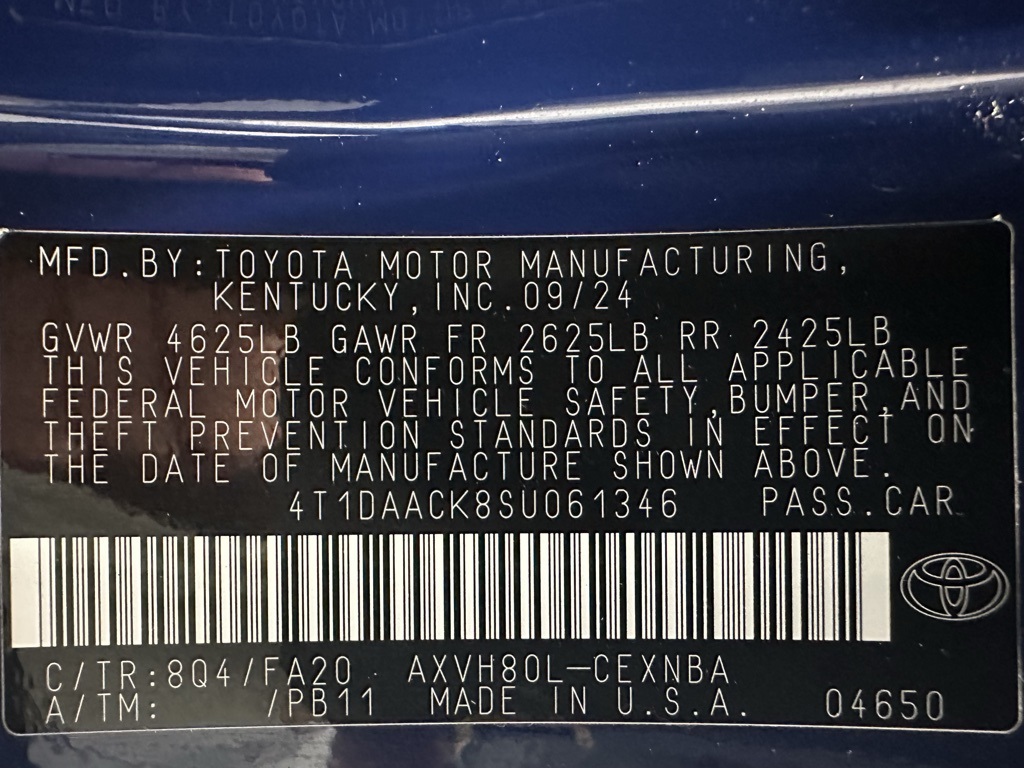 MFD.BY:TOYOTA MOTOR MANUFACTURING,
KENTUCKY,INC.09/24
GVWR 4625LB GAWR FR 2625LB RR 2425LB
THIS VEHICLE CONFORMS TO ALL APPLICABLE
FEDERAL MOTOR VEHICLE SAFETY,BUMPER,AND
THEFT PREVENTION STANDARDS IN EFFECT ON
THE DATE OF MANUFACTURE SHOWN ABOVE.
4T1DAACK8SU061346 PASS.CAR
C/TR:8Q4/FA20 AXVH80L-CEXNBA
A/TM: /PB11 MADE IN U.S.A. 04650